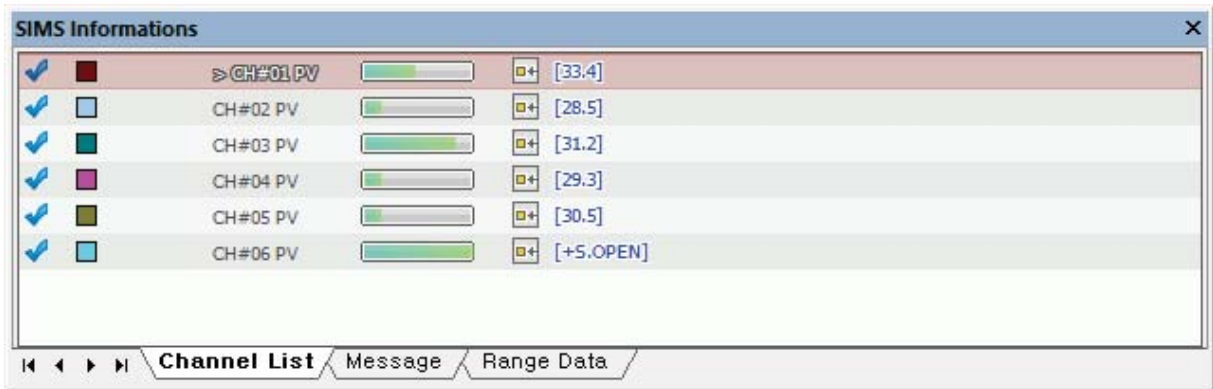 SIMS Informations
> CH#01 PV [33.4]
CH#02 PV [28.5]
CH#03 PV [31.2]
CH#04 PV [29.3]
CH#05 PV [30.5]
CH#06 PV [+S.OPEN]
Channel List Message Range Data